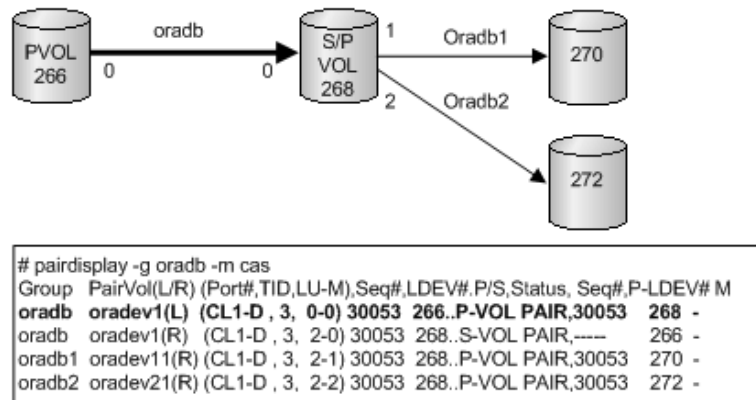 oradb
PVOL
266
0
0
S/P
VOL
268
1
Oradb1
270
2
Oradb2
272
# pairdisplay -g oradb -m cas
Group PairVol(L/R) (Port#,TID,LU-M),Seq#,LDEV#.P/S,Status, Seq#,P-LDEV# M
oradb oradev1(L) (CL1-D , 3, 0-0) 30053 266..P-VOL PAIR,30053 268 -
oradb oradev1(R) (CL1-D , 3, 2-0) 30053 268..S-VOL PAIR,----- 266 -
oradb1 oradev11(R) (CL1-D , 3, 2-1) 30053 268..P-VOL PAIR,30053 270 -
oradb2 oradev21(R) (CL1-D , 3, 2-2) 30053 268..P-VOL PAIR,30053 272 -